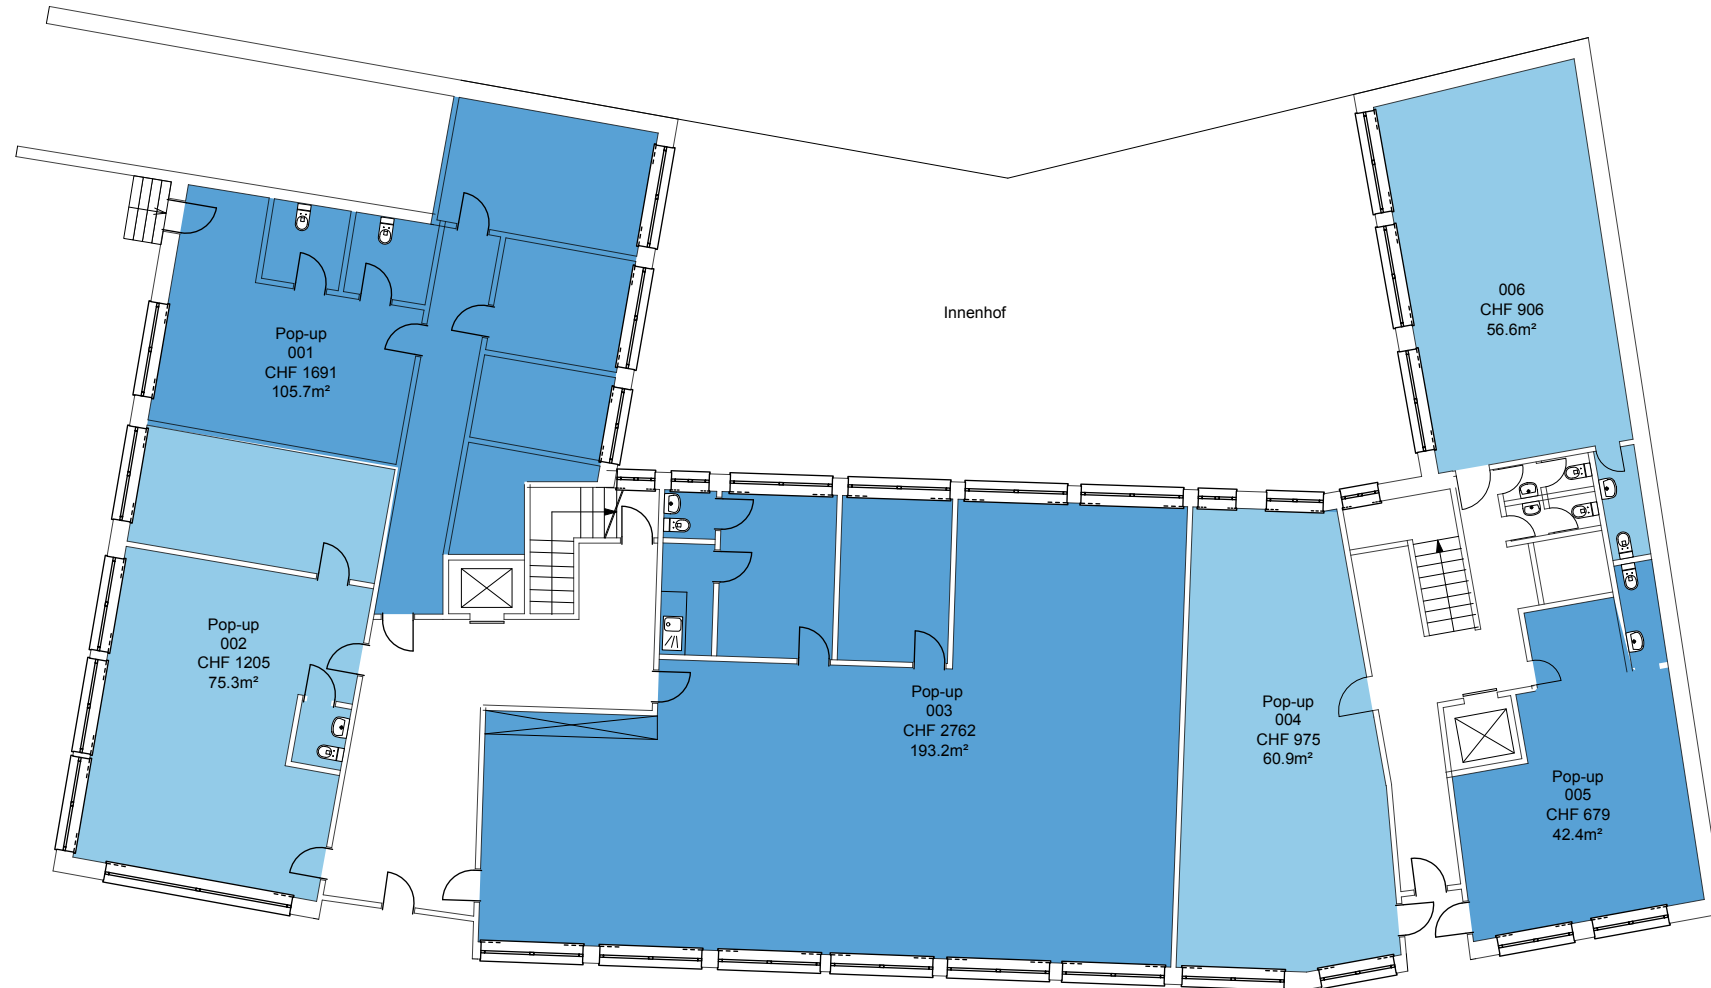 Innenhof
006
CHF 906
56.6m²
Pop-up
001
CHF 1691
105.7m²
Pop-up
002
CHF 1205
75.3m²
Pop-up
003
CHF 2762
193.2m²
Pop-up
004
CHF 975
60.9m²
Pop-up
005
CHF 679
42.4m²